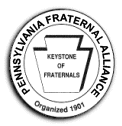 PENNSYLVANIA FRATERNAL ALLIANCE
KEYSTONE
OF
FRATERNALS
Organized 1901